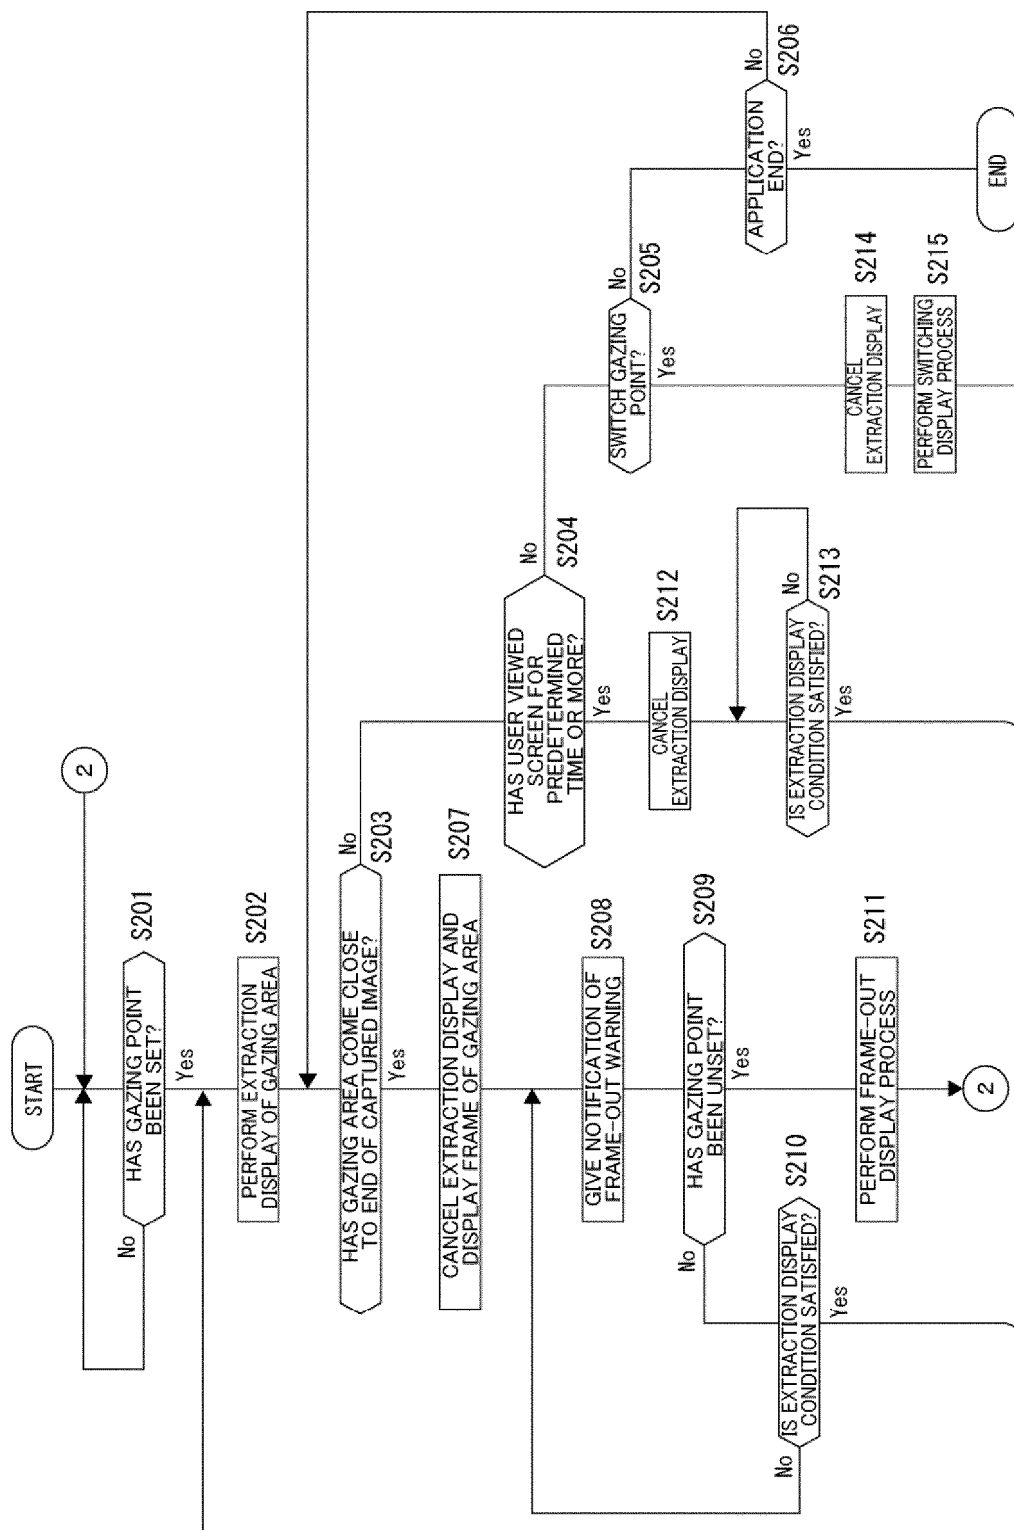 START
2
HAS GAZING POINT
BEEN SET?
S201
No
Yes
PERFORM EXTRACTION
DISPLAY OF GAZING AREA
S202
HAS GAZING AREA COME CLOSE
TO END OF CAPTURED IMAGE?
S203
No
Yes
CANCEL EXTRACTION DISPLAY AND
DISPLAY FRAME OF GAZING AREA
S207
GIVE NOTIFICATION OF
FRAME-OUT WARNING
S208
HAS GAZING POINT
BEEN UNSET?
S209
No
Yes
IS EXTRACTION DISPLAY
CONDITION SATISFIED?
S210
No
Yes
PERFORM FRAME-OUT
DISPLAY PROCESS
S211
2
HAS USER VIEWED
SCREEN FOR
PREDETERMINED
TIME OR MORE?
S204
No
Yes
CANCEL
EXTRACTION DISPLAY
S212
IS EXTRACTION DISPLAY
CONDITION SATISFIED?
S213
No
Yes
SWITCH GAZING
POINT?
S205
No
Yes
CANCEL
EXTRACTION DISPLAY
S214
PERFORM SWITCHING
DISPLAY PROCESS
S215
APPLICATION
END?
S206
No
Yes
END